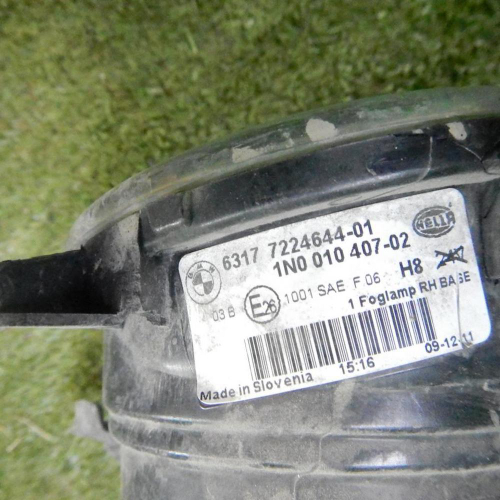 6317 7224644-01
1N0 010 407-02
HELLA
03 B E26 1001 SAE F 06 H8
1 Foglamp RH BASE
Made in Slovenia 15:16 09-12-11